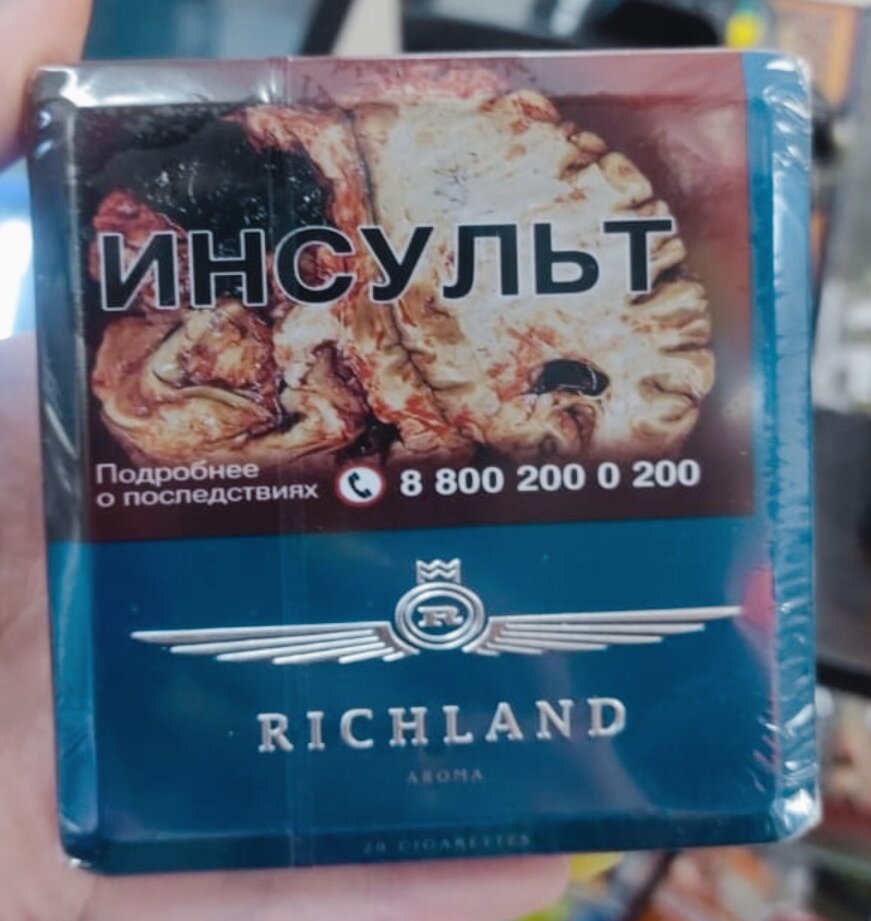 ИНСУЛЬТ
Подробнее
о последствиях
8 800 200 0 200
R
RICHLAND
AROMA
20 CIGARETTES